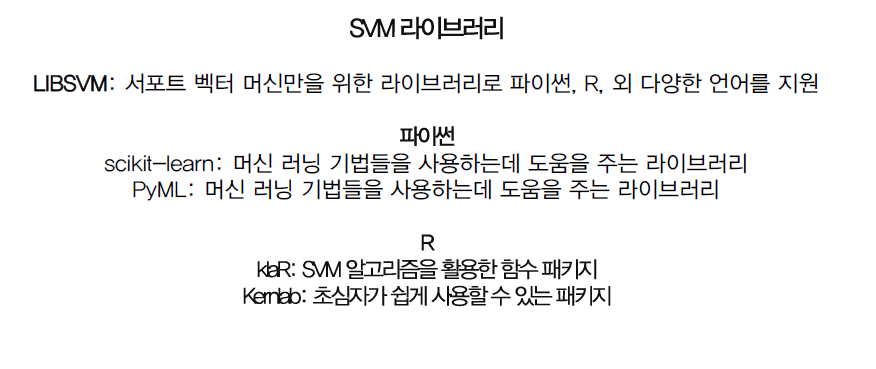 SVM 라이브러리
LIBSVM: 서포트 벡터 머신만을 위한 라이브러리로 파이썬, R, 외 다양한 언어를 지원
파이썬
scikit-learn: 머신 러닝 기법들을 사용하는데 도움을 주는 라이브러리
PyML: 머신 러닝 기법들을 사용하는데 도움을 주는 라이브러리
R
klaR: SVM 알고리즘을 활용한 함수 패키지
Kernlab: 초심자가 쉽게 사용할 수 있는 패키지